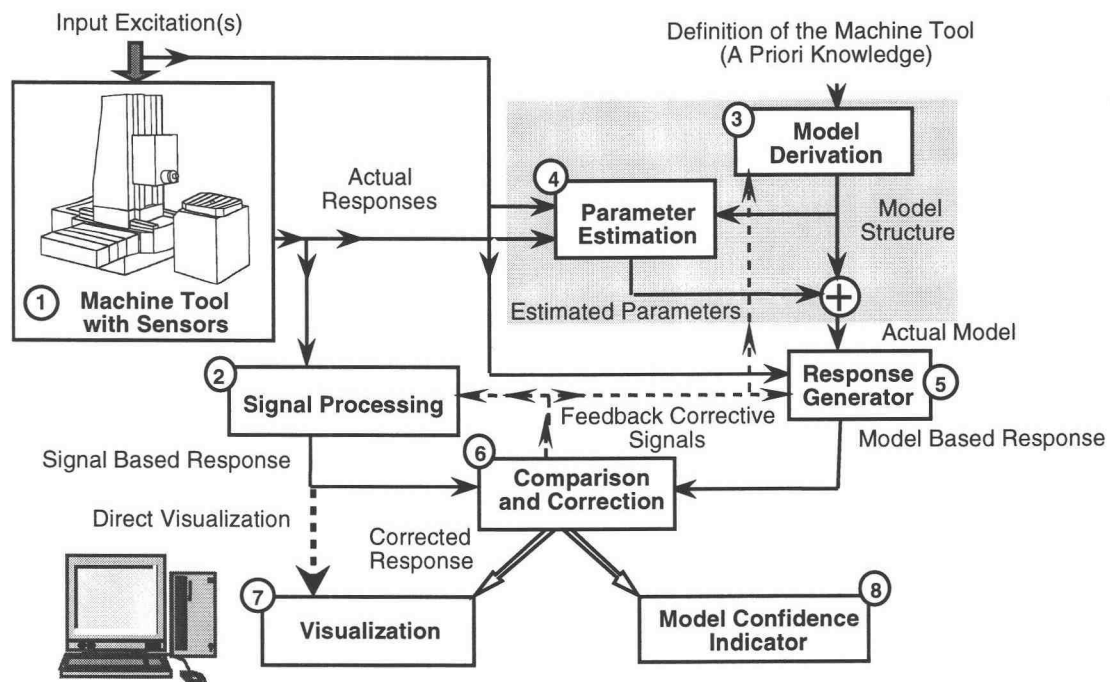 Input Excitation(s)
Definition of the Machine Tool
(A Priori Knowledge)
3
Model
Derivation
4
Parameter
Estimation
Actual
Responses
Model
Structure
1
Machine Tool
with Sensors
Estimated Parameters
+
Actual Model
2
Signal Processing
Response
Generator
5
Feedback Corrective
Signals
Signal Based Response
Model Based Response
6
Comparison
and Correction
Direct Visualization
Corrected
Response
7
Visualization
8
Model Confidence
Indicator